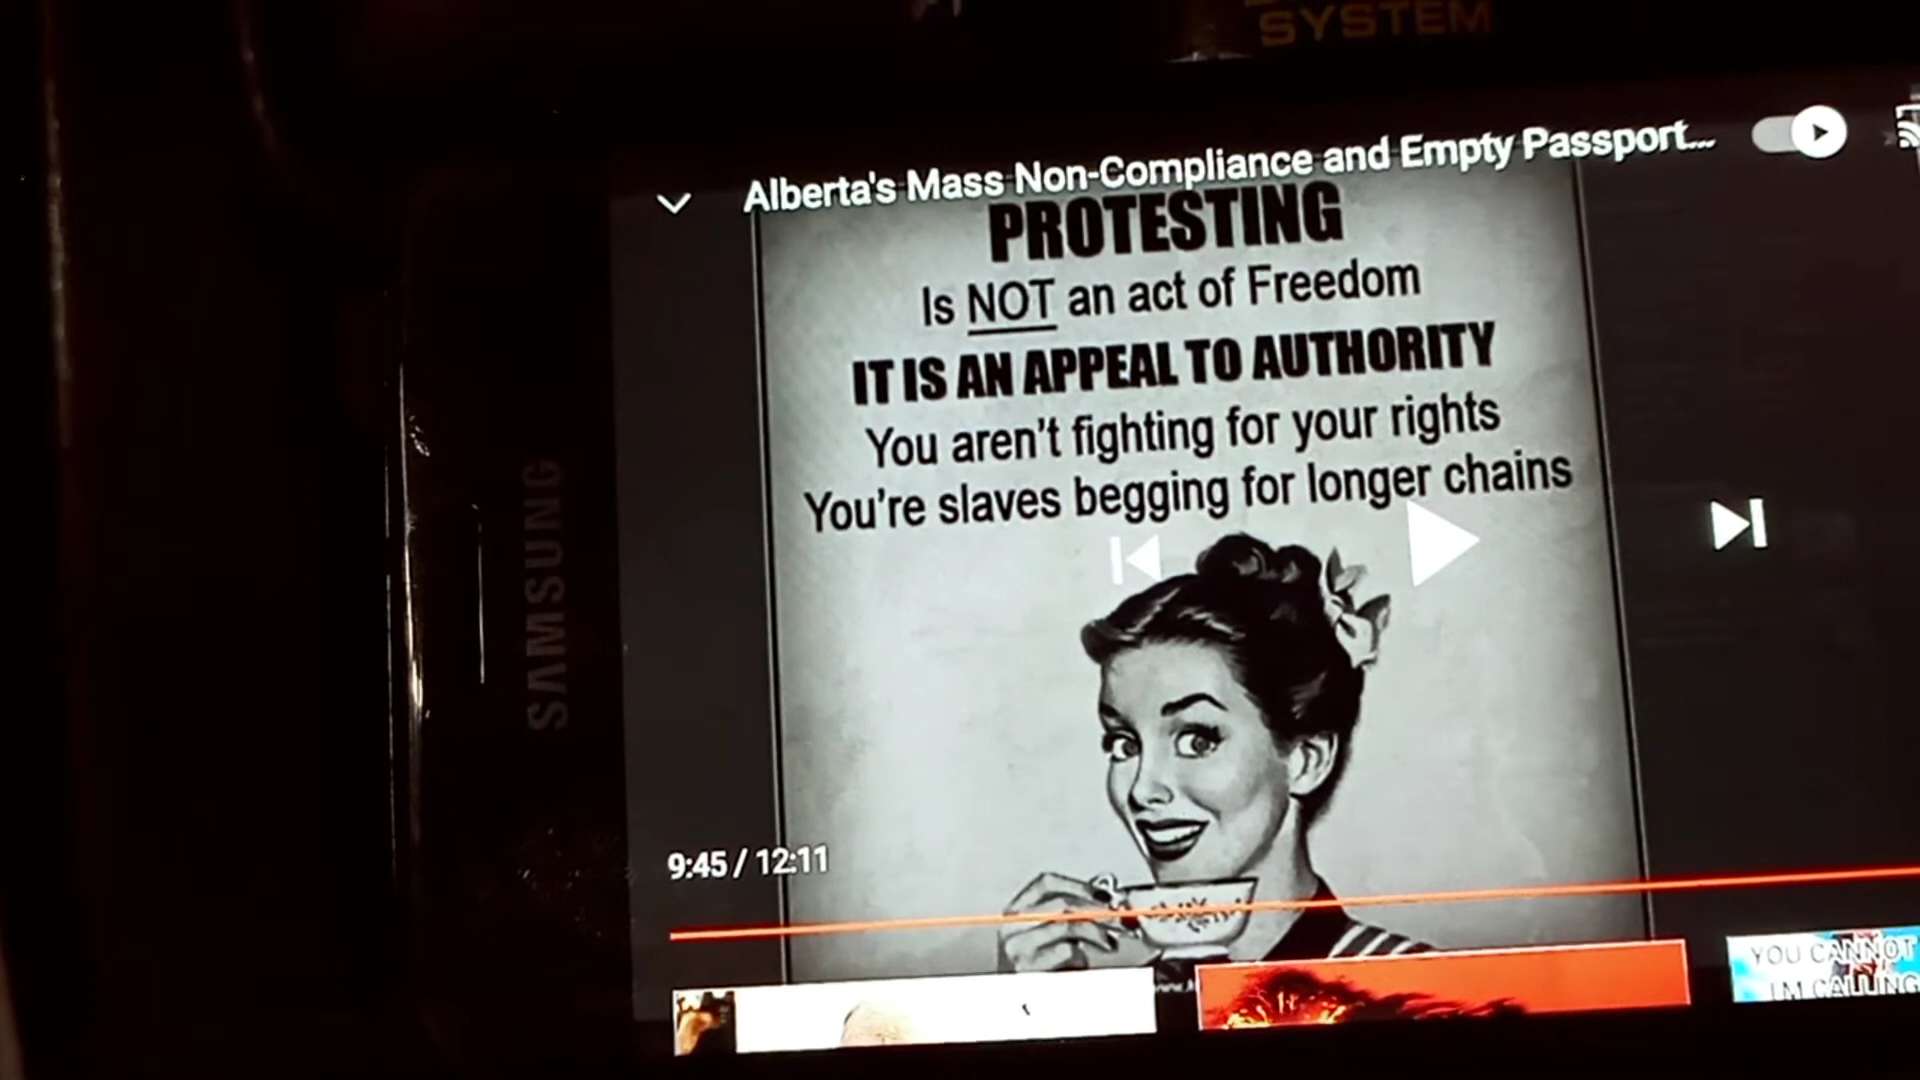 SYSTEM
Alberta's Mass Non-Compliance and Empty Passport...
PROTESTING
Is NOT an act of Freedom
IT IS AN APPEAL TO AUTHORITY
You aren't fighting for your rights
You're slaves begging for longer chains
SAMSUNG
9:45 / 12:11
YOU CANNOT
I'M CALLING